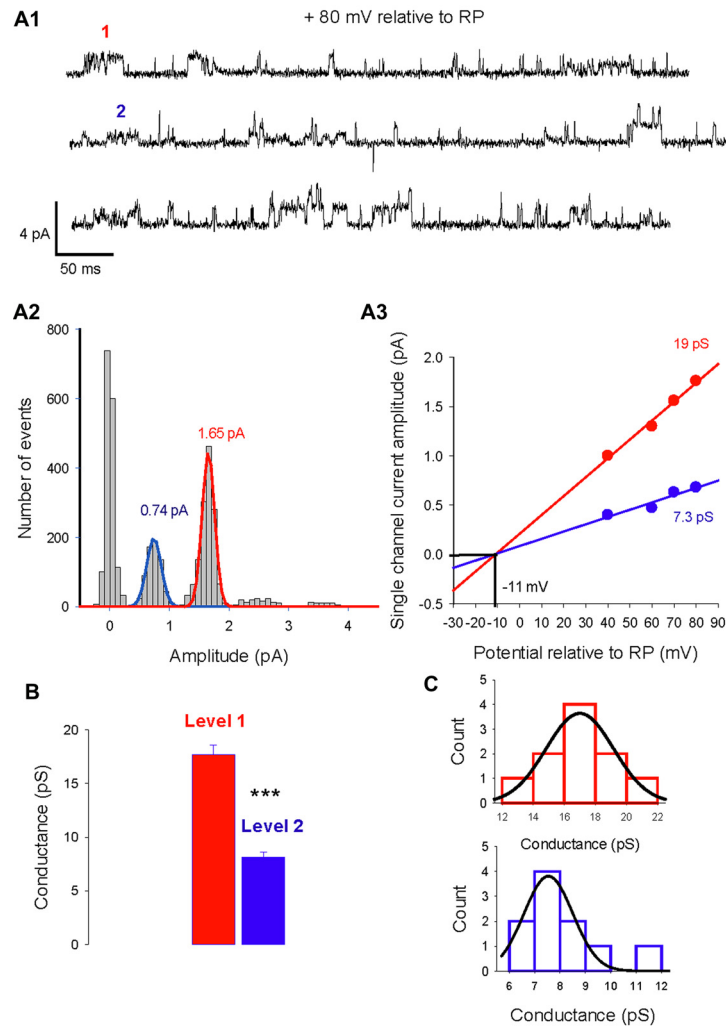 A1
+ 80 mV relative to RP
1
2
4 pA
50 ms
A2
800
600
400
200
0
Number of events
0.74 pA
1.65 pA
0 1 2 3 4
Amplitude (pA)
A3
2.0
1.5
1.0
0.5
0.0
-0.5
Single channel current amplitude (pA)
19 pS
7.3 pS
-11 mV
-30 -20 -10 0 10 20 30 40 50 60 70 80 90
Potential relative to RP (mV)
B
20
15
10
5
0
Conductance (pS)
Level 1
***
Level 2
C
5
4
3
2
1
0
Count
12 14 16 17 18 20 22
Conductance (pS)
5
4
3
2
1
0
Count
6 7 8 9 10 11 12
Conductance (pS)